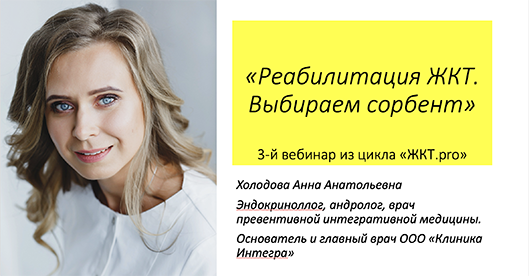 «Реабилитация ЖКТ.
Выбираем сорбент»
3-й вебинар из цикла «ЖКТ.pro»
Холодова Анна Анатольевна
Эндокриноллог, андролог, врач
превентивной интегративной медицины.
Основатель и главный врач ООО «Клиника
Интегра»